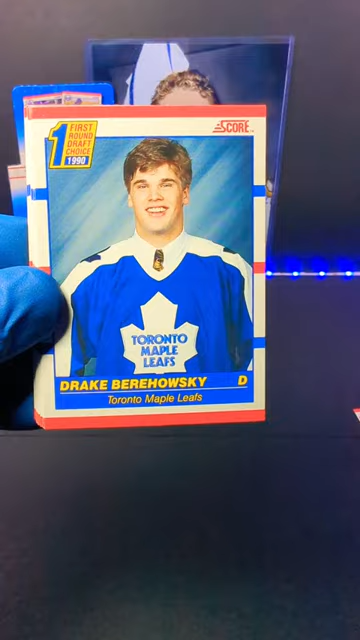 1
FIRST
ROUND
DRAFT
CHOICE
1990
SCORE
TORONTO
MAPLE
LEAFS
DRAKE BEREHOWSKY D
Toronto Maple Leafs